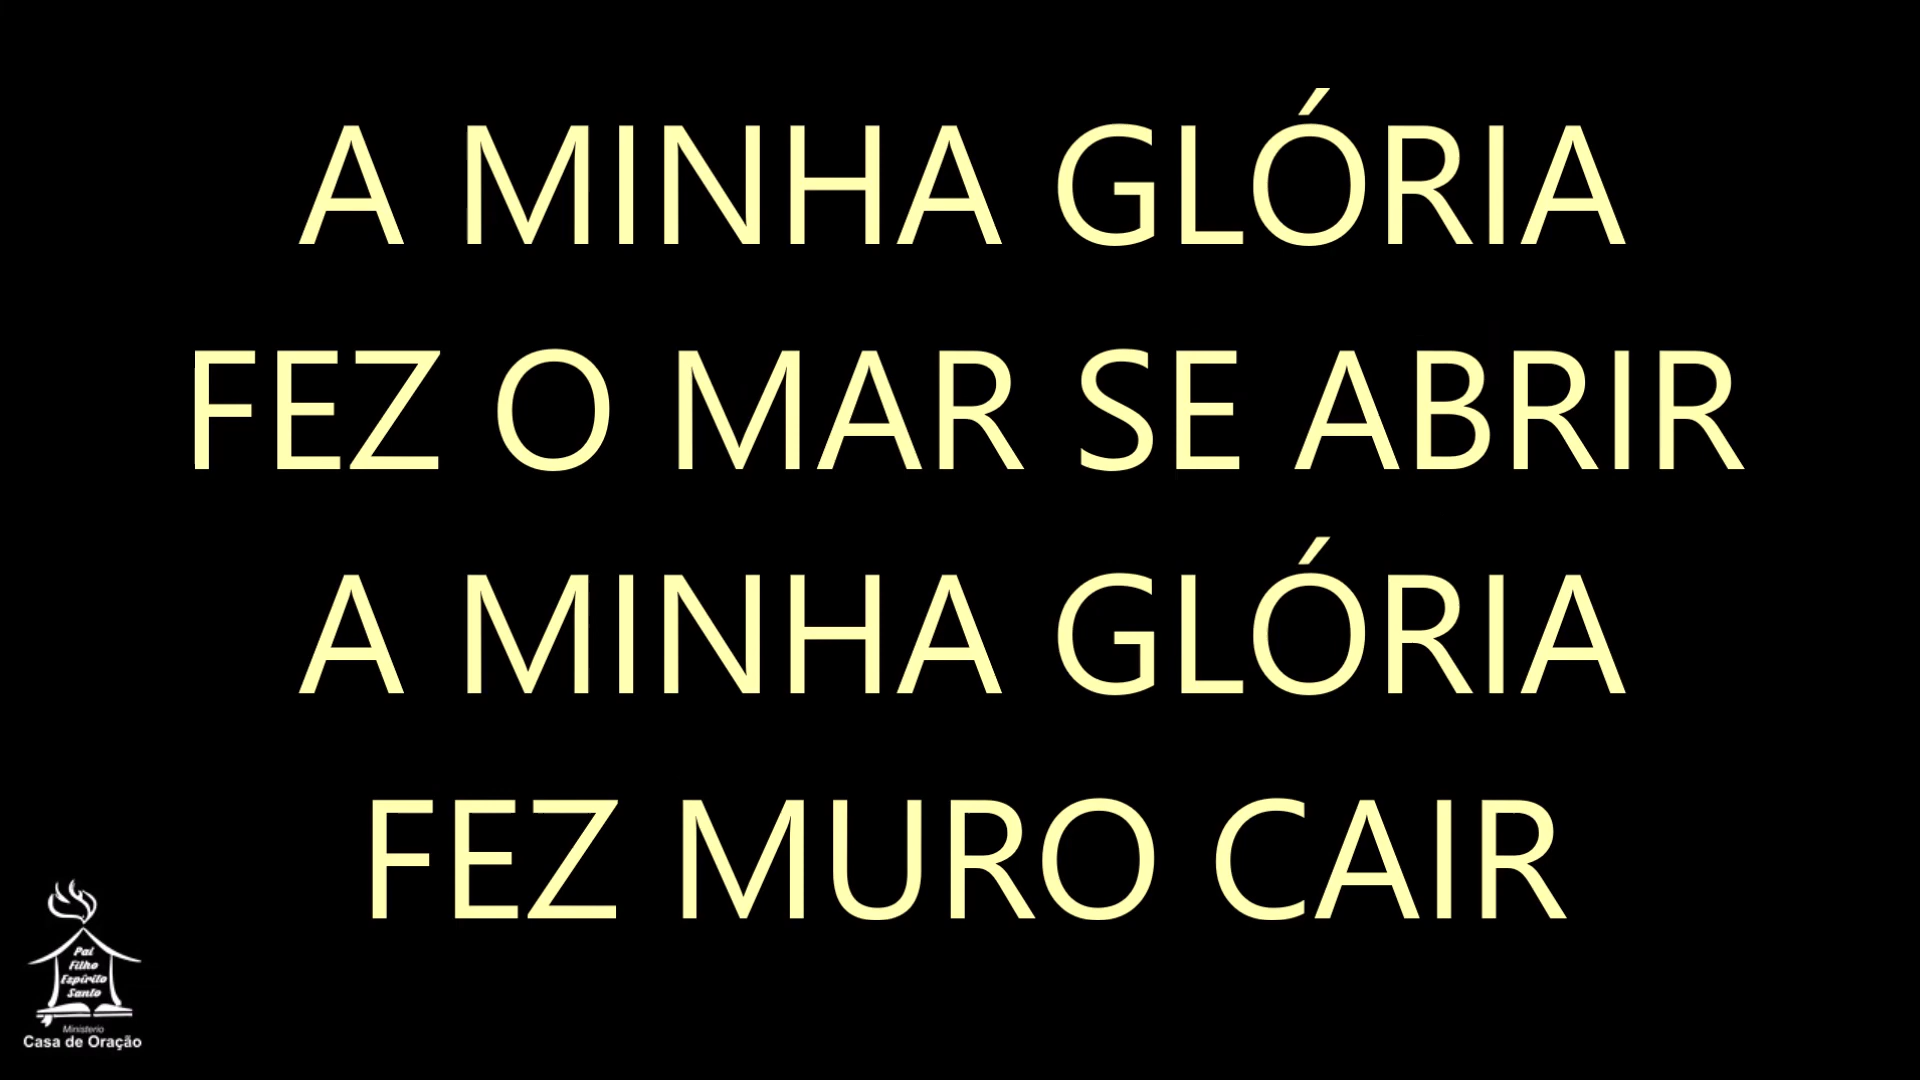 A MINHA GLÓRIA
FEZ O MAR SE ABRIR
A MINHA GLÓRIA
FEZ MURO CAIR
Pai
Filho
Espírito
Santo
Ministerio
Casa de Oração